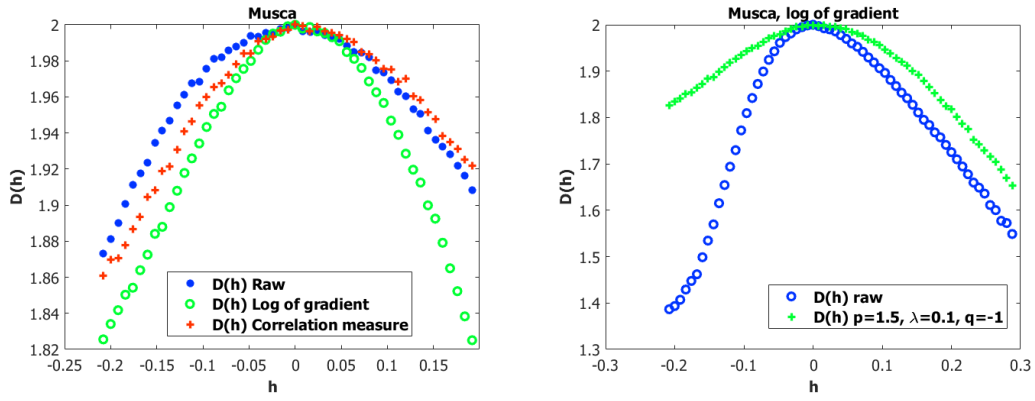 Musca
2
1.98
1.96
1.94
1.92
1.9
1.88
1.86
1.84
1.82
D(h)
D(h) Raw
D(h) Log of gradient
D(h) Correlation measure
-0.25 -0.2 -0.15 -0.1 -0.05 0 0.05 0.1 0.15
h
Musca, log of gradient
2
1.9
1.8
1.7
1.6
1.5
1.4
1.3
D(h)
D(h) raw
D(h) p=1.5, λ=0.1, q=-1
-0.3 -0.2 -0.1 0 0.1 0.2 0.3
h